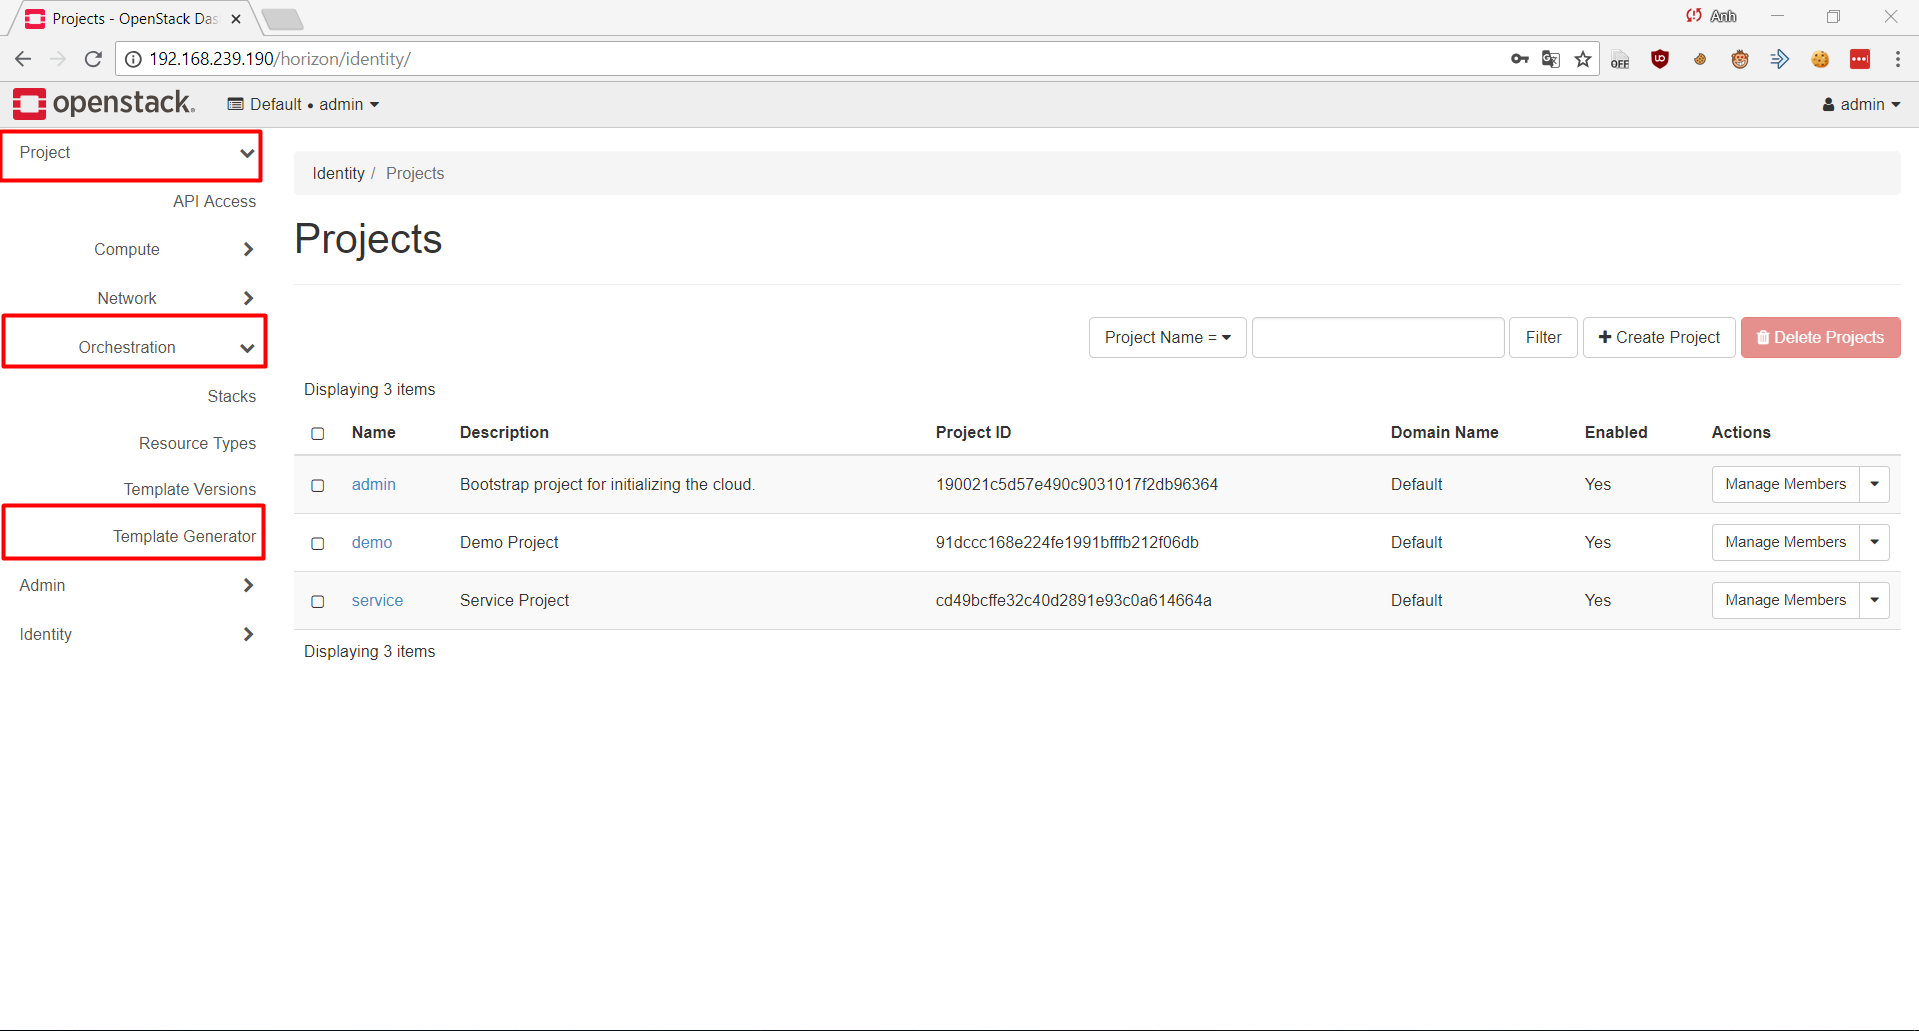 Projects - OpenStack Das
Anh
192.168.239.190/horizon/identity/
OFF
openstack.
Default • admin
admin
Project
API Access
Compute
Network
Orchestration
Stacks
Resource Types
Template Versions
Template Generator
Admin
Identity
Identity / Projects
Projects
Project Name =
Filter
Create Project
Delete Projects
Displaying 3 items
Name Description Project ID Domain Name Enabled Actions
admin Bootstrap project for initializing the cloud. 190021c5d57e490c9031017f2db96364 Default Yes Manage Members
demo Demo Project 91dccc168e224fe1991bfffb212f06db Default Yes Manage Members
service Service Project cd49bcffe32c40d2891e93c0a614664a Default Yes Manage Members
Displaying 3 items